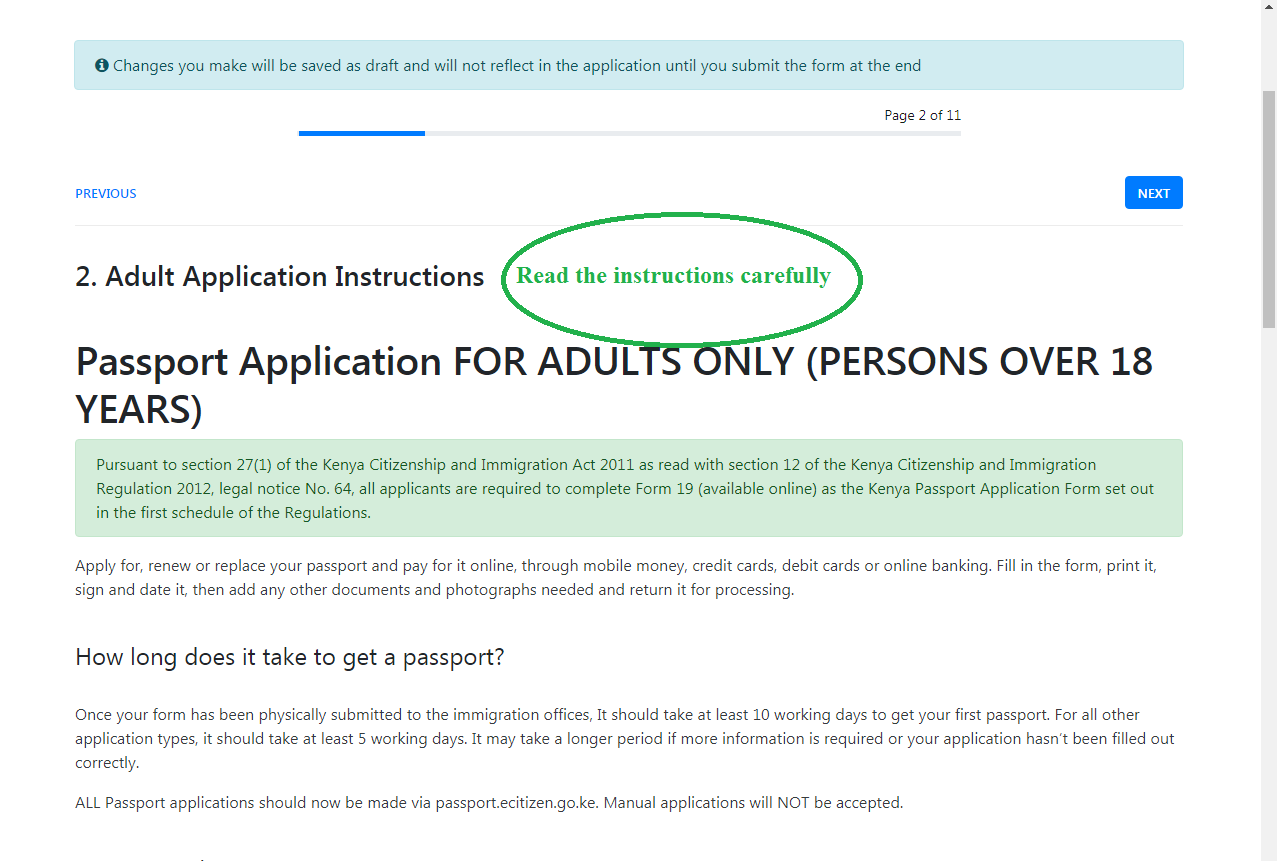 Changes you make will be saved as draft and will not reflect in the application until you submit the form at the end
Page 2 of 11
PREVIOUS
NEXT
2. Adult Application Instructions
Read the instructions carefully
Passport Application FOR ADULTS ONLY (PERSONS OVER 18
YEARS)
Pursuant to section 27(1) of the Kenya Citizenship and Immigration Act 2011 as read with section 12 of the Kenya Citizenship and Immigration
Regulation 2012, legal notice No. 64, all applicants are required to complete Form 19 (available online) as the Kenya Passport Application Form set out
in the first schedule of the Regulations.
Apply for, renew or replace your passport and pay for it online, through mobile money, credit cards, debit cards or online banking. Fill in the form, print it,
sign and date it, then add any other documents and photographs needed and return it for processing.
How long does it take to get a passport?
Once your form has been physically submitted to the immigration offices, It should take at least 10 working days to get your first passport. For all other
application types, it should take at least 5 working days. It may take a longer period if more information is required or your application hasn't been filled out
correctly.
ALL Passport applications should now be made via passport.ecitizen.go.ke. Manual applications will NOT be accepted.